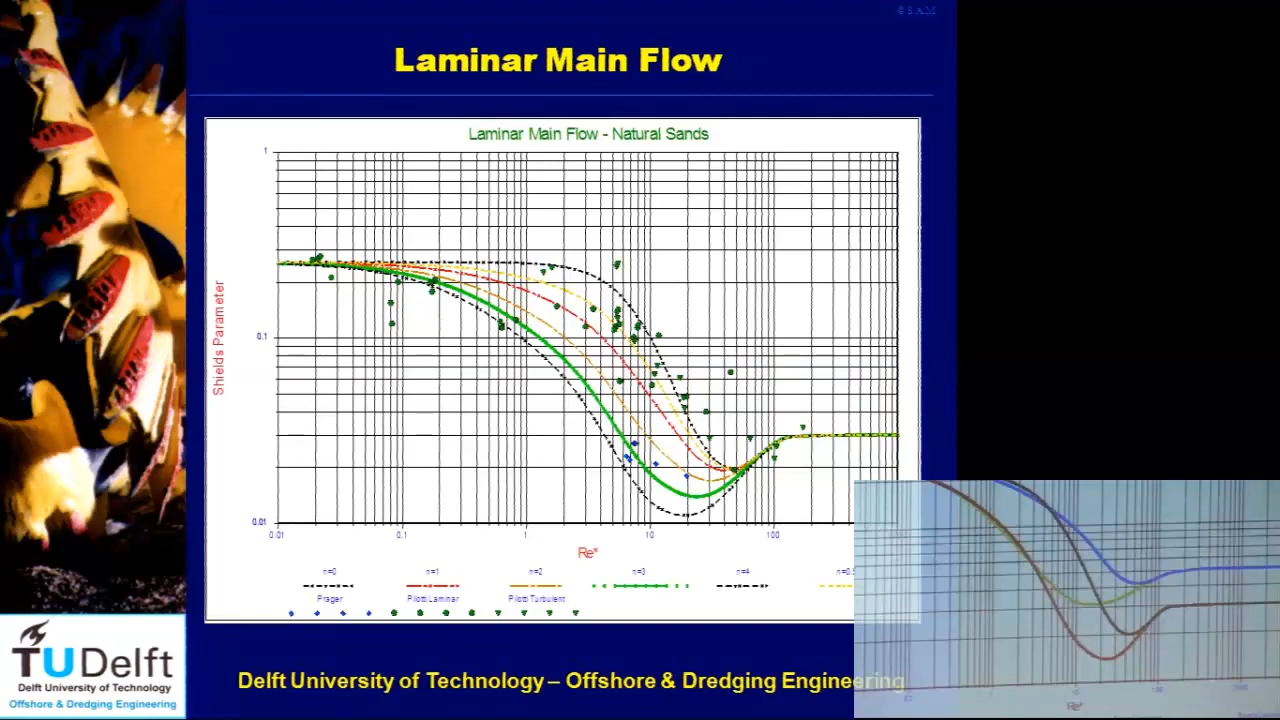 © S.A.M
Laminar Main Flow
Laminar Main Flow - Natural Sands
1
Shields Parameter
0.1
0.01
0.01 0.1 1 10 100
Re*
n=0 n=1 n=2 n=3 n=4
Prager Pilotti Laminar Pilotti Turbulent
TU Delft
Delft University of Technology
Offshore & Dredging Engineering
Delft University of Technology – Offshore & Dredging Engineering
Re*